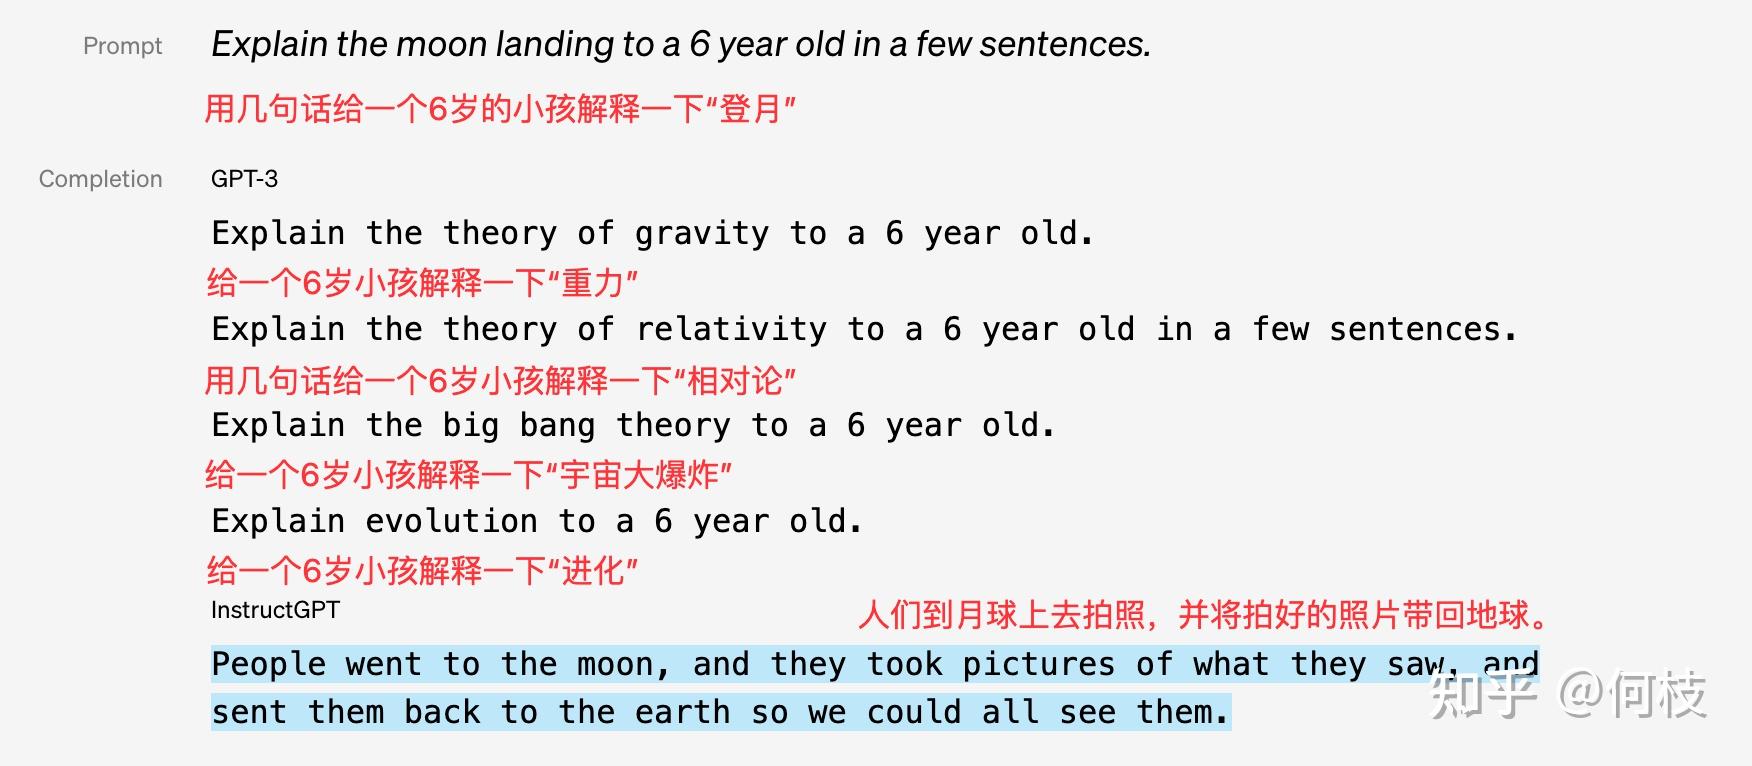 Prompt Explain the moon landing to a 6 year old in a few sentences.
用几句话给一个6岁的小孩解释一下“登月”
Completion GPT-3
Explain the theory of gravity to a 6 year old.
给一个6岁小孩解释一下“重力”
Explain the theory of relativity to a 6 year old in a few sentences.
用几句话给一个6岁小孩解释一下“相对论”
Explain the big bang theory to a 6 year old.
给一个6岁小孩解释一下“宇宙大爆炸”
Explain evolution to a 6 year old.
给一个6岁小孩解释一下“进化”
InstructGPT 人们到月球上去拍照，并将拍好的照片带回地球。
People went to the moon, and they took pictures of what they saw, and
sent them back to the earth so we could all see them.
知乎 @何枝